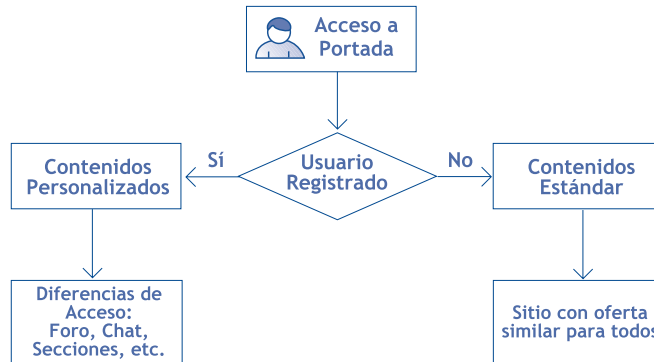 Acceso a
Portada
Sí
Usuario
Registrado
No
Contenidos
Personalizados
Contenidos
Estándar
Diferencias de
Acceso:
Foro, Chat,
Secciones, etc.
Sitio con oferta
similar para todos